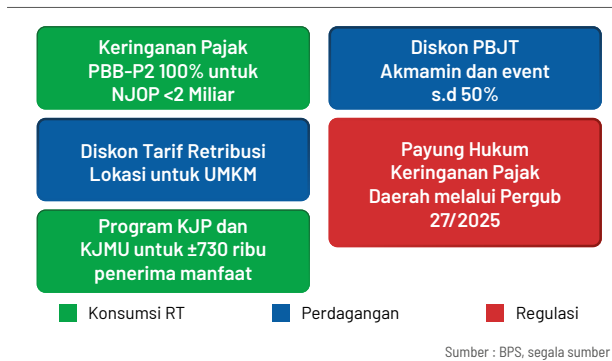 Keringanan Pajak
PBB-P2 100% untuk
NJOP <2 Miliar
Diskon Tarif Retribusi
Lokasi untuk UMKM
Program KJP dan
KJMU untuk ±730 ribu
penerima manfaat
Diskon PBJT
Akmamin dan event
s.d 50%
Payung Hukum
Keringanan Pajak
Daerah melalui Pergub
27/2025
Konsumsi RT
Perdagangan
Regulasi
Sumber : BPS, segala sumber